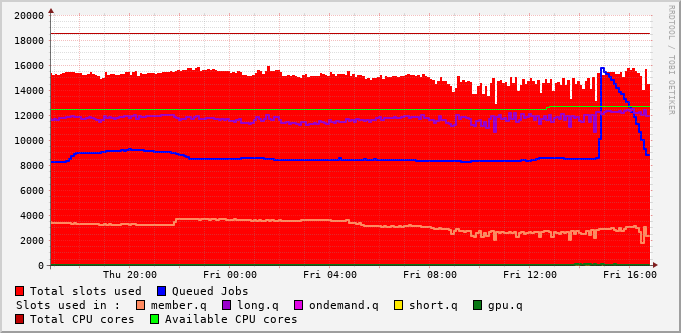 20000
18000
16000
14000
12000
10000
8000
6000
4000
2000
0
Thu 20:00 Fri 00:00 Fri 04:00 Fri 08:00 Fri 12:00 Fri 16:00
RRDTOOL / TOBI OETIKER
Total slots used Queued Jobs
Slots used in : member.q long.q ondemand.q short.q gpu.q
Total CPU cores Available CPU cores